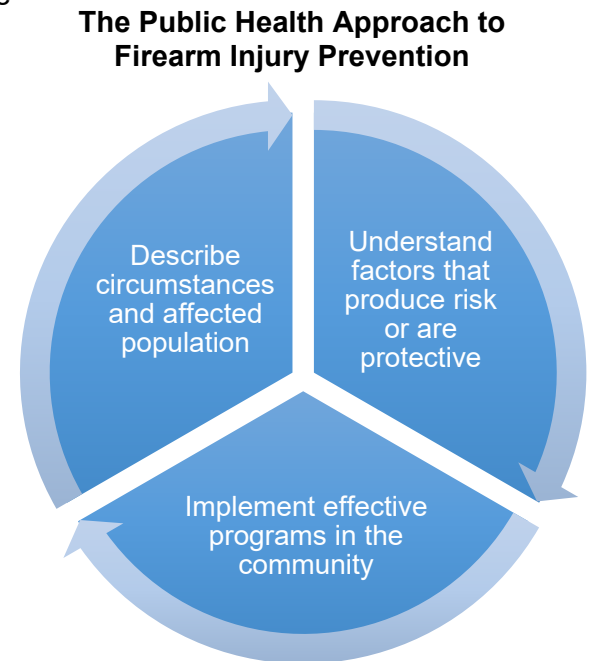 The Public Health Approach to
Firearm Injury Prevention
Describe
circumstances
and affected
population
Understand
factors that
produce risk
or are
protective
Implement effective
programs in the
community